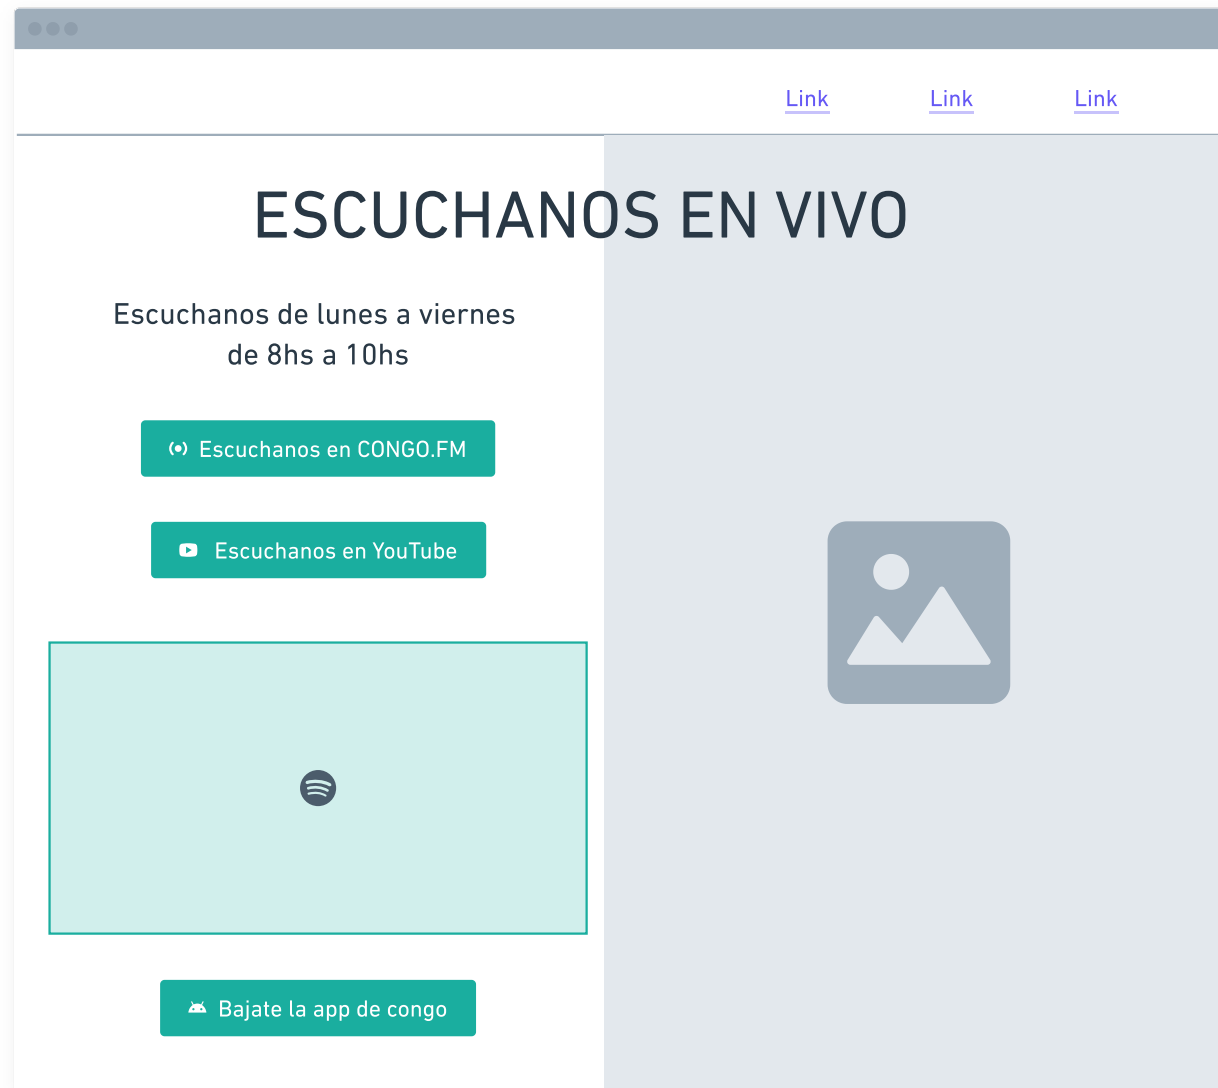 Link Link Link
ESCUCHANOS EN VIVO
Escuchanos de lunes a viernes
de 8hs a 10hs
Escuchanos en CONGO.FM
Escuchanos en YouTube
Bajate la app de congo